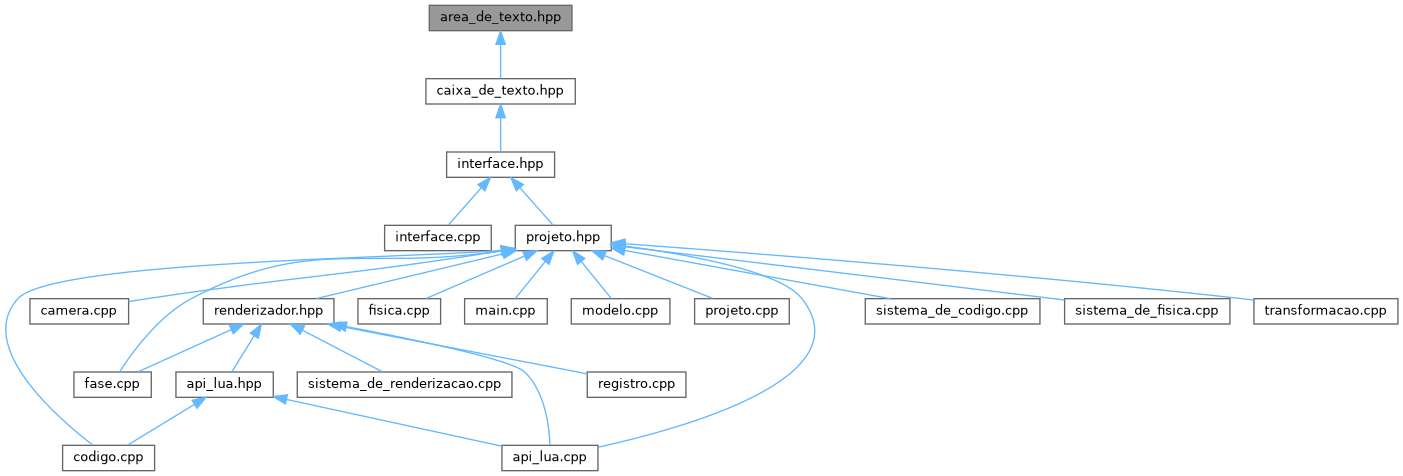 area_de_texto.hpp
caixa_de_texto.hpp
interface.hpp
interface.cpp
projeto.hpp
camera.cpp
renderizador.hpp
fisica.cpp
main.cpp
modelo.cpp
projeto.cpp
sistema_de_codigo.cpp
sistema_de_fisica.cpp
transformacao.cpp
fase.cpp
api_lua.hpp
sistema_de_renderizacao.cpp
registro.cpp
codigo.cpp
api_lua.cpp